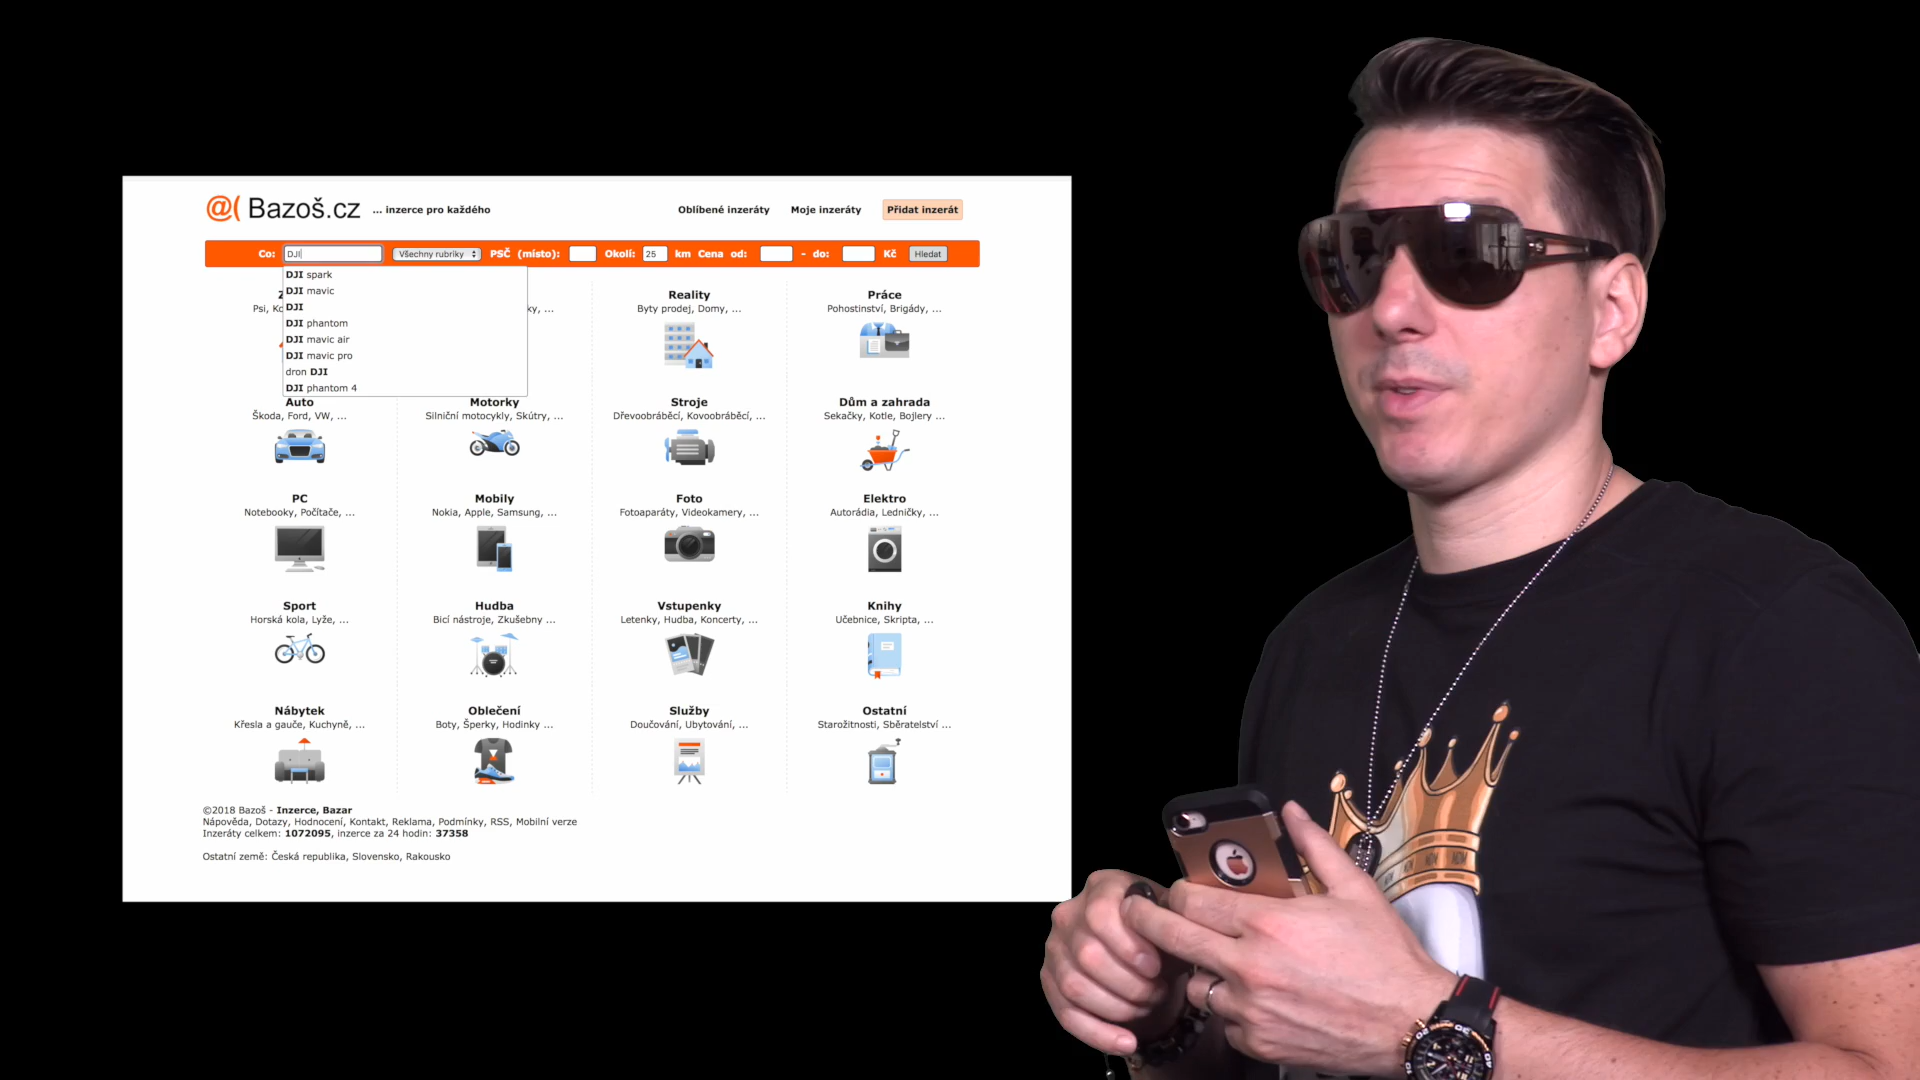 @( Bazoš.cz ... inzerce pro každého Oblíbené inzeráty Moje inzeráty Přidat inzerát
Co: DJI Všechny rubriky PSČ (místo): Okolí: 25 km Cena od: - do: Kč Hledat
DJI spark
DJI mavic
DJI
DJI phantom
DJI mavic air
DJI mavic pro
dron DJI
DJI phantom 4
Reality Práce
Byty prodej, Domy, ... Pohostinství, Brigády, ...
Auto Motorky Stroje Dům a zahrada
Škoda, Ford, VW, ... Silniční motocykly, Skútry, ... Dřevoobráběcí, Kovoobráběcí, ... Sekačky, Kotle, Bojlery ...
PC Mobily Foto Elektro
Notebooky, Počítače, ... Nokia, Apple, Samsung, ... Fotoaparáty, Videokamery, ... Autorádia, Ledničky, ...
Sport Hudba Vstupenky Knihy
Horská kola, Lyže, ... Bicí nástroje, Zkušebny ... Letenky, Hudba, Koncerty, ... Učebnice, Skripta, ...
Nábytek Oblečení Služby Ostatní
Křesla a gauče, Kuchyně, ... Boty, Šperky, Hodinky ... Doučování, Ubytování, ... Starožitnosti, Sběratelství ...
©2018 Bazoš - Inzerce, Bazar
Nápověda, Dotazy, Hodnocení, Kontakt, Reklama, Podmínky, RSS, Mobilní verze
Inzeráty celkem: 1072095, inzerce za 24 hodin: 37358
Ostatní země: Česká republika, Slovensko, Rakousko